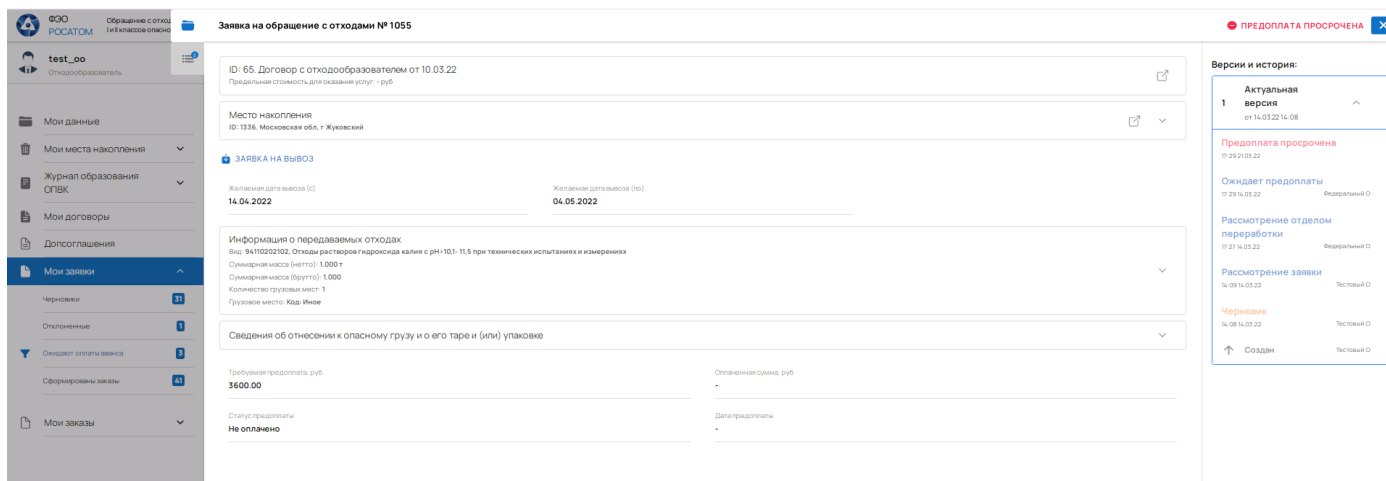 ФЭО
РОСАТОМ
Обращение с отход
I и II классов опасно
Заявка на обращение с отходами № 1055
ПРЕДОПЛАТА ПРОСРОЧЕНА
test_oo
Отходообразователь
1
Мои данные
Мои места накопления
Журнал образования
ОПВК
Мои договоры
Допсоглашения
Мои заявки
Черновики
31
Отклоненные
1
Ожидают оплаты аванса
3
Сформированы заказы
41
Мои заказы
ID: 65. Договор с отходообразователем от 10.03.22
Предельная стоимость для оказания услуг: - руб
Место накопления
ID: 1336. Московская обл, г Жуковский
ЗАЯВКА НА ВЫВОЗ
Желаемая дата вывоза (с)
14.04.2022
Желаемая дата вывоза (по)
04.05.2022
Информация о передаваемых отходах
Вид: 94110202102, Отходы растворов гидроксида калия с pH=10,1- 11,5 при технических испытаниях и измерениях
Суммарная масса (нетто): 1.000 т
Суммарная масса (брутто): 1.000
Количество грузовых мест: 1
Грузовое место: Код: Иное
Сведения об отнесении к опасному грузу и о его таре и (или) упаковке
Требуемая предоплата, руб
3600.00
Оплаченная сумма, руб
-
Статус предоплаты
Не оплачено
Дата предоплаты
-
Версии и история:
1
Актуальная
версия
от 14.03.22 14:08
Предоплата просрочена
17:29 21.03.22
Ожидает предоплаты
17:29 14.03.22 Федеральный О
Рассмотрение отделом
переработки
17:27 14.03.22 Федеральный О
Рассмотрение заявки
14:09 14.03.22 Тестовый О
Черновик
14:08 14.03.22 Тестовый О
Создан Тестовый О